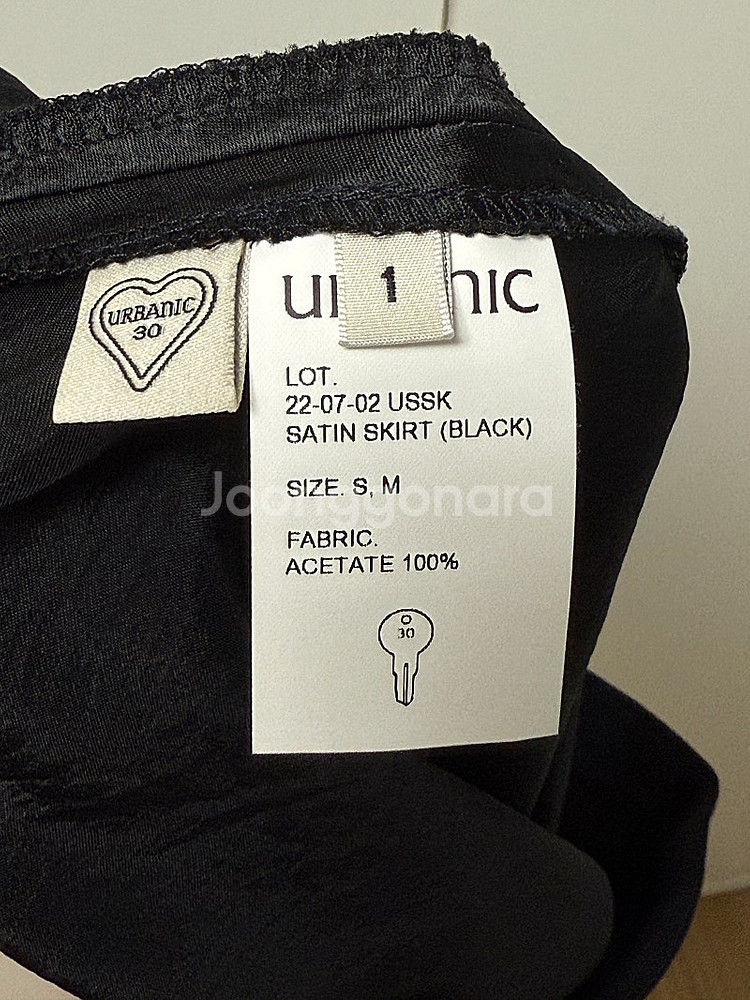 URBANIC
30
1
LOT.
22-07-02 USSK
SATIN SKIRT (BLACK)
SIZE. S, M
Joonggonara
FABRIC.
ACETATE 100%
30